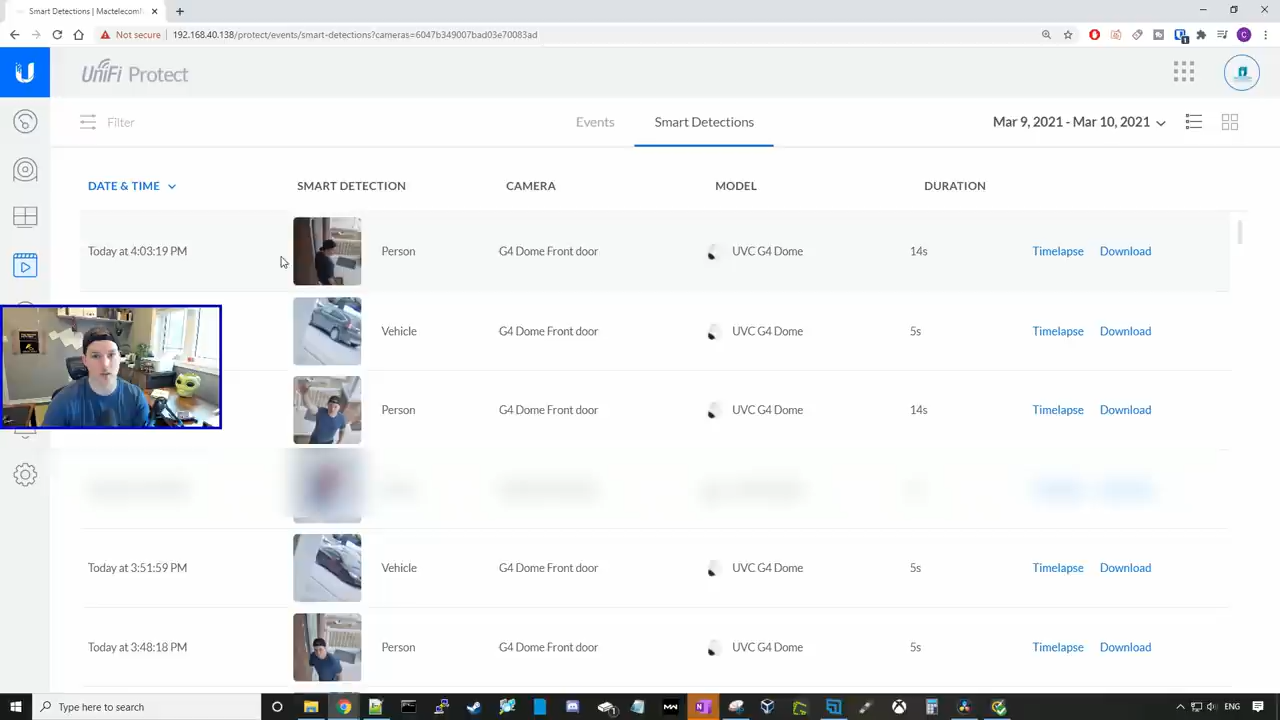 Smart Detections | MactelecomN
Not secure
192.168.40.138/protect/events/smart-detections?cameras=6047b349007bad03e70083ad
UniFi Protect
Filter
Events
Smart Detections
Mar 9, 2021 - Mar 10, 2021
DATE & TIME SMART DETECTION CAMERA MODEL DURATION
Today at 4:03:19 PM Person G4 Dome Front door UVC G4 Dome 14s Timelapse Download
Vehicle G4 Dome Front door UVC G4 Dome 5s Timelapse Download
Person G4 Dome Front door UVC G4 Dome 14s Timelapse Download
Today at 3:51:59 PM Vehicle G4 Dome Front door UVC G4 Dome 5s Timelapse Download
Today at 3:48:18 PM Person G4 Dome Front door UVC G4 Dome 5s Timelapse Download
Type here to search
ENG